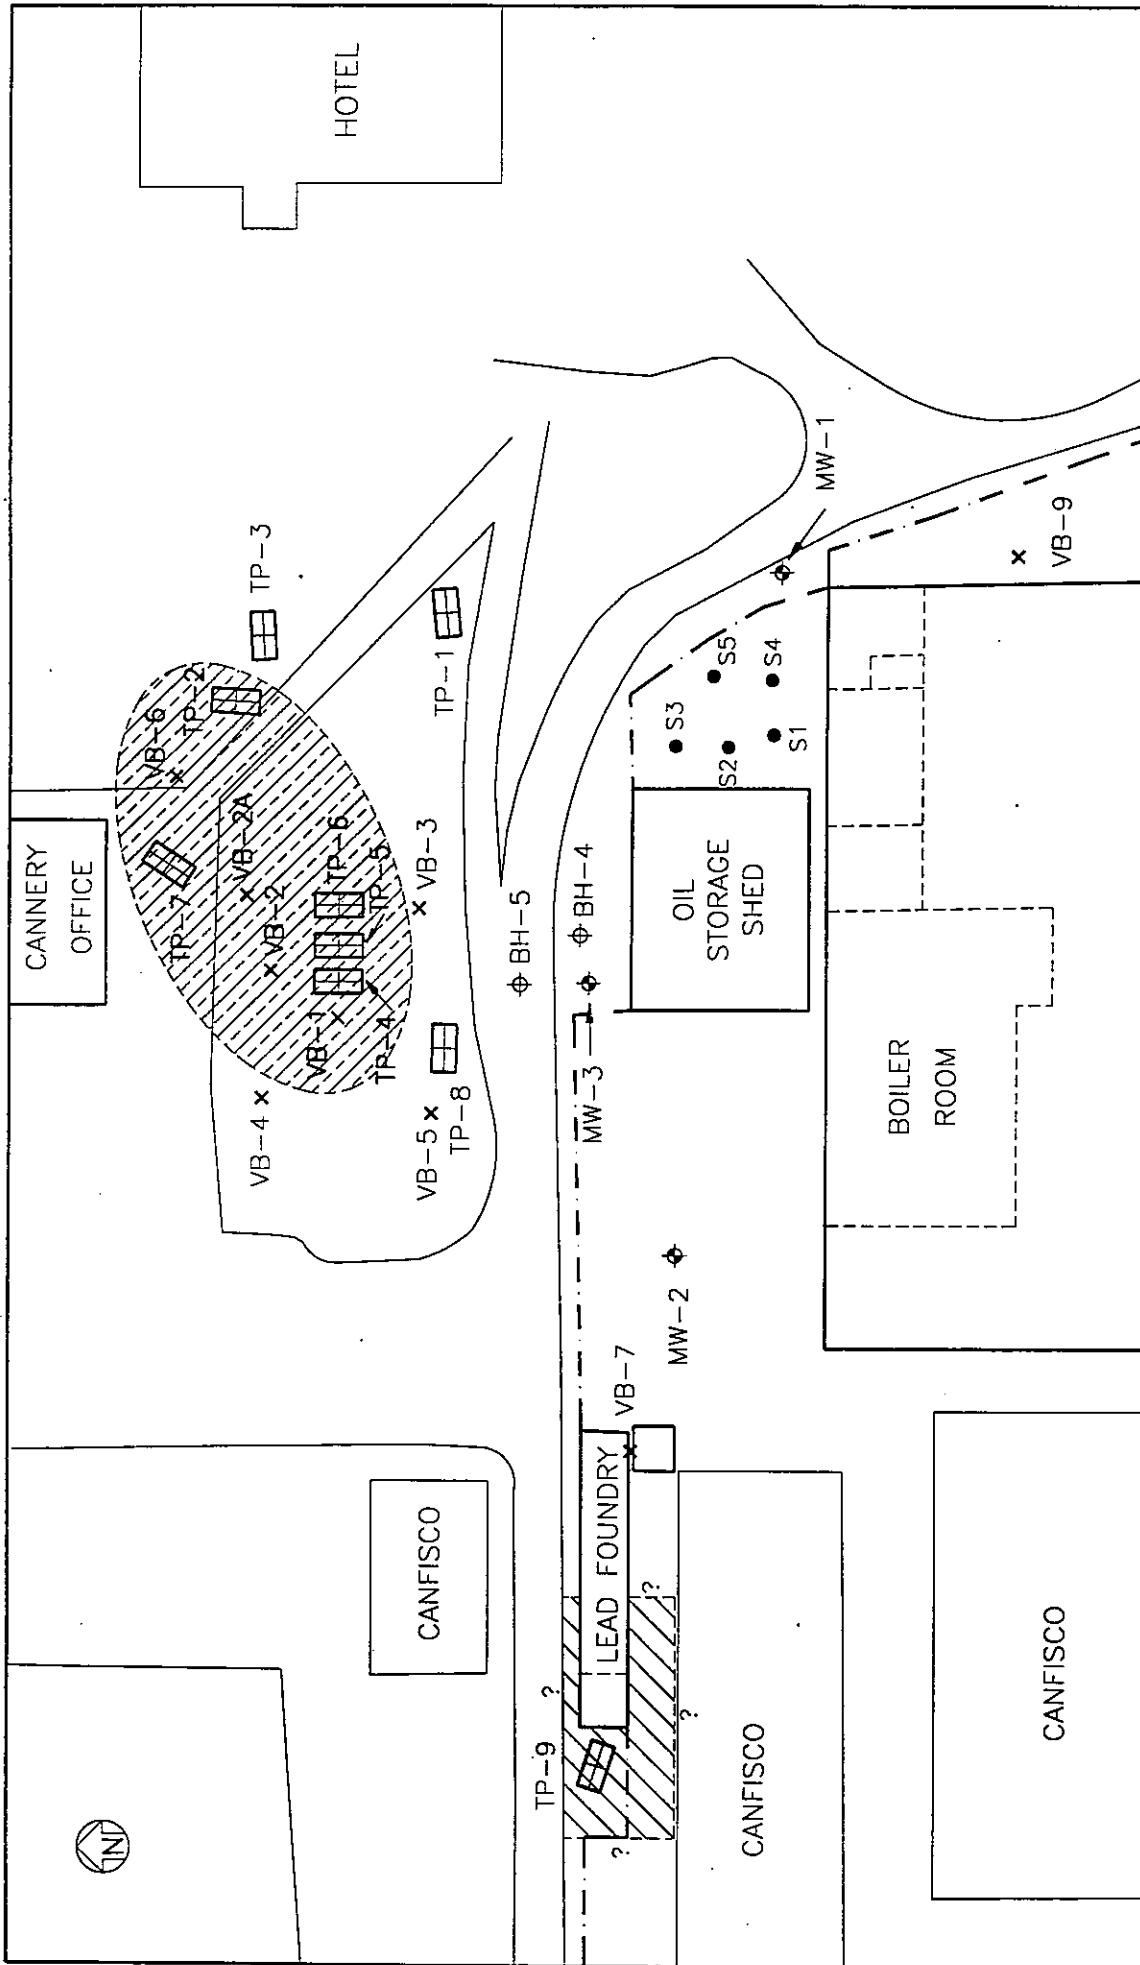 CANNERY
OFFICE
HOTEL
VB-6
TP-2
TP-3
TP-7
VB-2A
VB-2
TP-6
TP-5
VB-1
TP-4
VB-3
VB-4
VB-5
TP-8
TP-1
BH-5
BH-4
MW-3
MW-1
S3
S5
S2
S4
S1
OIL
STORAGE
SHED
VB-9
BOILER
ROOM
MW-2
VB-7
CANFISCO
LEAD FOUNDRY
TP-9
?
?
?
?
N
CANFISCO
CANFISCO